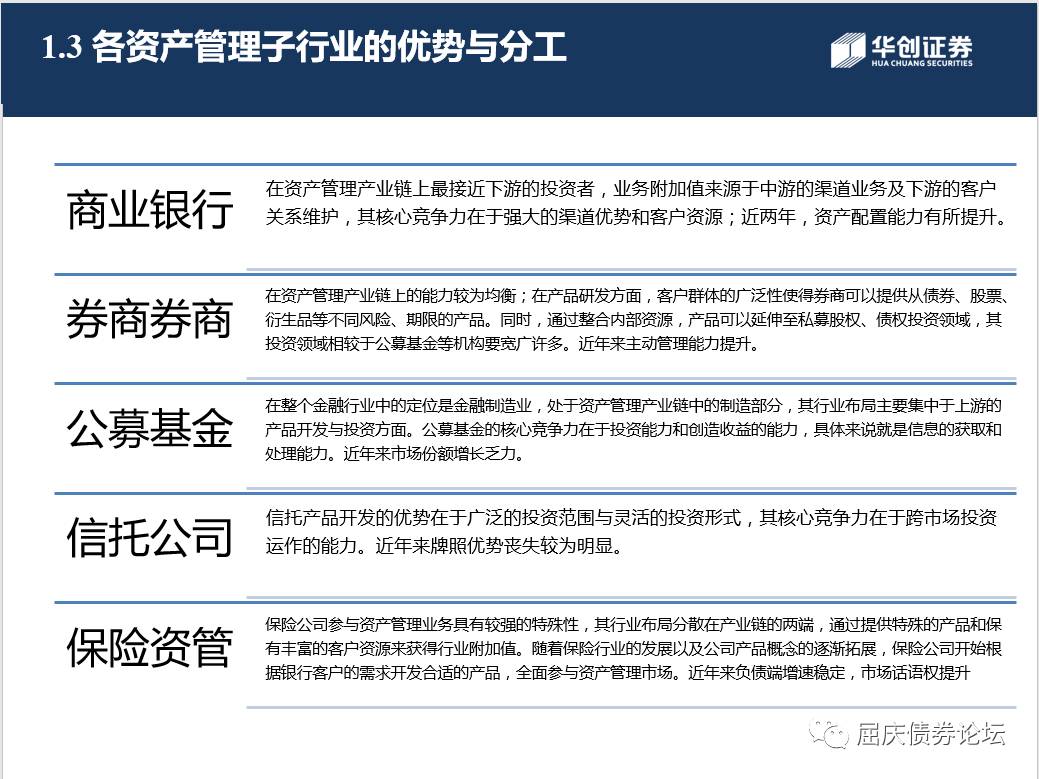 1.3 各资产管理子行业的优势与分工
华创证券
HUA CHUANG SECURITIES
商业银行
在资产管理产业链上最接近下游的投资者，业务附加值来源于中游的渠道业务及下游的客户
关系维护，其核心竞争力在于强大的渠道优势和客户资源；近两年，资产配置能力有所提升。
券商券商
在资产管理产业链上的能力较为均衡；在产品研发方面，客户群体的广泛性使得券商可以提供从债券、股票、
衍生品等不同风险、期限的产品。同时，通过整合内部资源，产品可以延伸至私募股权、债权投资领域，其
投资领域相较于公募基金等机构要宽广许多。近年来主动管理能力提升。
公募基金
在整个金融行业中的定位是金融制造业，处于资产管理产业链中的制造部分，其行业布局主要集中于上游的
产品开发与投资方面。公募基金的核心竞争力在于投资能力和创造收益的能力，具体来说就是信息的获取和
处理能力。近年来市场份额增长乏力。
信托公司
信托产品开发的优势在于广泛的投资范围与灵活的投资形式，其核心竞争力在于跨市场投资
运作的能力。近年来牌照优势丧失较为明显。
保险资管
保险公司参与资产管理业务具有较强的特殊性，其行业布局分散在产业链的两端，通过提供特殊的产品和保
有丰富的客户资源来获得行业附加值。随着保险行业的发展以及公司产品概念的逐渐拓展，保险公司开始根
据银行客户的需求开发合适的产品，全面参与资产管理市场。近年来负债端增速稳定，市场话语权提升
屈庆债券论坛